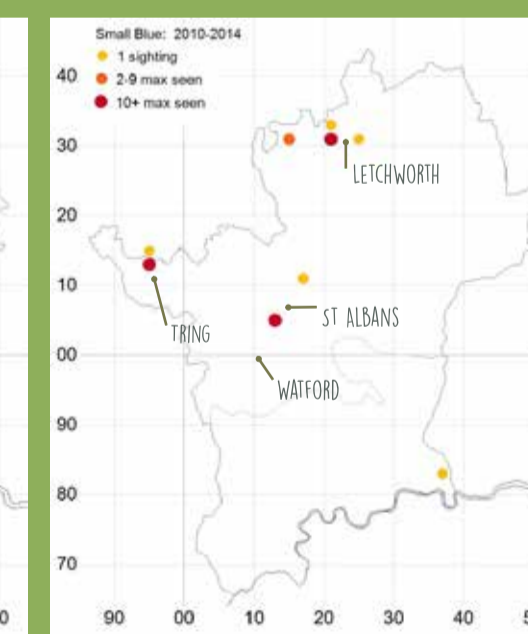 Small Blue: 2010-2014
1 sighting
2-9 max seen
10+ max seen
40
30
LETCHWORTH
20
10
ST ALBANS
TRING
00
WATFORD
90
80
70
90 00 10 20 30 40